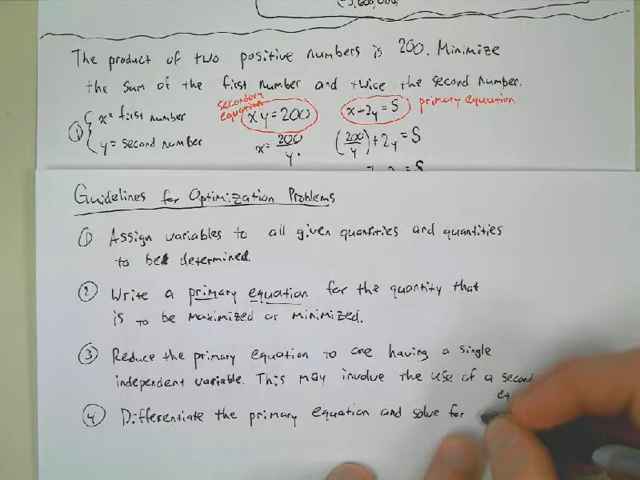 The product of two positive numbers is 200. Minimize
the sum of the first number and twice the second number.
① { x = first number
y = second number
secondary equation
xy = 200
x+2y = S
primary equation
x = 200/y
(200/y) + 2y = S
Guidelines for Optimization Problems
① Assign variables to all given quantities and quantities
to be determined.
② Write a primary equation for the quantity that
is to be maximized or minimized.
③ Reduce the primary equation to one having a single
independent variable. This may involve the use of a second
eq
④ Differentiate the primary equation and solve for